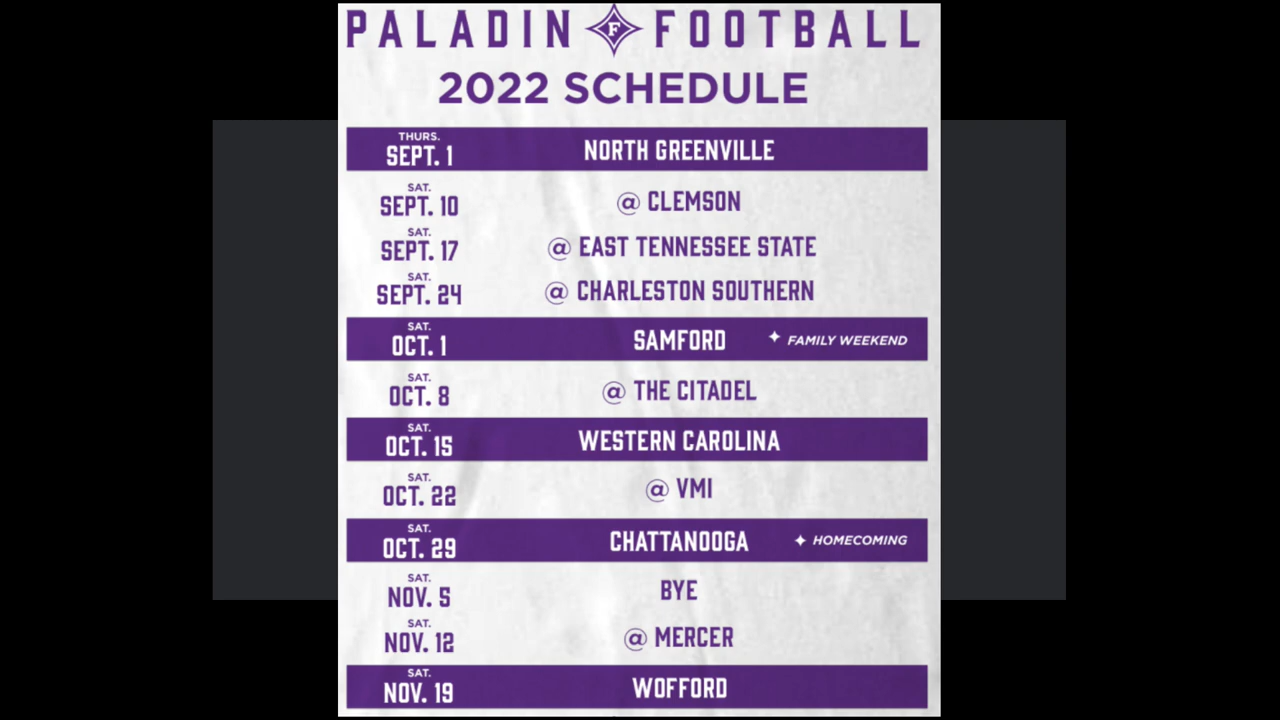 PALADIN F FOOTBALL
2022 SCHEDULE
THURS.
SEPT. 1 NORTH GREENVILLE
SAT.
SEPT. 10 @ CLEMSON
SAT.
SEPT. 17 @ EAST TENNESSEE STATE
SAT.
SEPT. 24 @ CHARLESTON SOUTHERN
SAT.
OCT. 1 SAMFORD FAMILY WEEKEND
SAT.
OCT. 8 @ THE CITADEL
SAT.
OCT. 15 WESTERN CAROLINA
SAT.
OCT. 22 @ VMI
SAT.
OCT. 29 CHATTANOOGA HOMECOMING
SAT.
NOV. 5 BYE
SAT.
NOV. 12 @ MERCER
SAT.
NOV. 19 WOFFORD